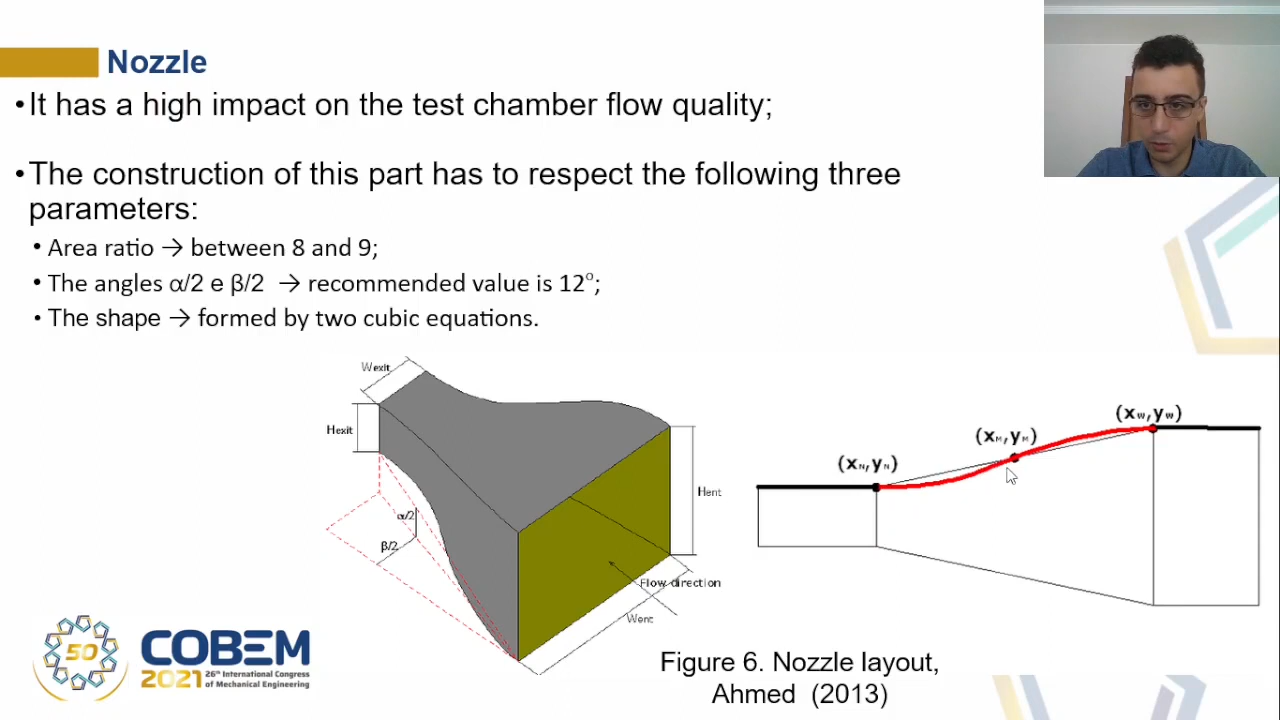 Nozzle
•It has a high impact on the test chamber flow quality;
•The construction of this part has to respect the following three
parameters:
• Area ratio → between 8 and 9;
• The angles α/2 e β/2 → recommended value is 12º;
• The shape → formed by two cubic equations.
Wexit
Hexit
α/2
β/2
Hent
Flow direction
Went
(xN,yN)
(xM,yM)
(xW,yW)
Figure 6. Nozzle layout,
Ahmed (2013)
50
COBEM
2021
26th International Congress
of Mechanical Engineering